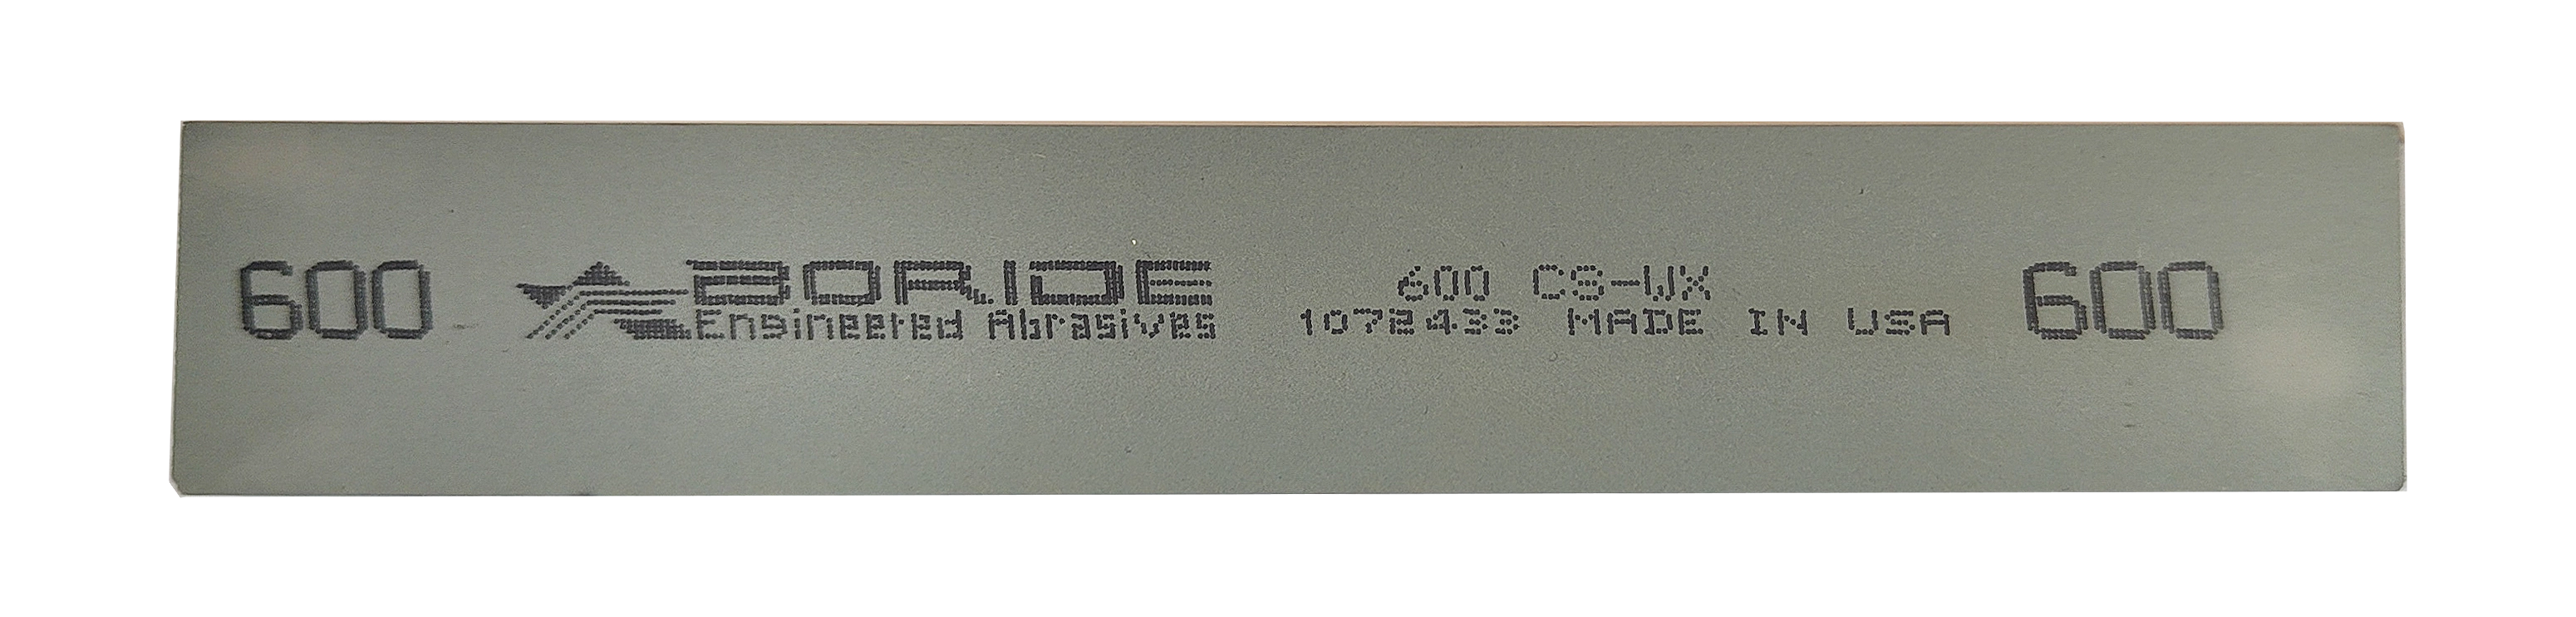 600
BORIDE
Engineered Abrasives
600 CS-WX
1072433 MADE IN USA
600